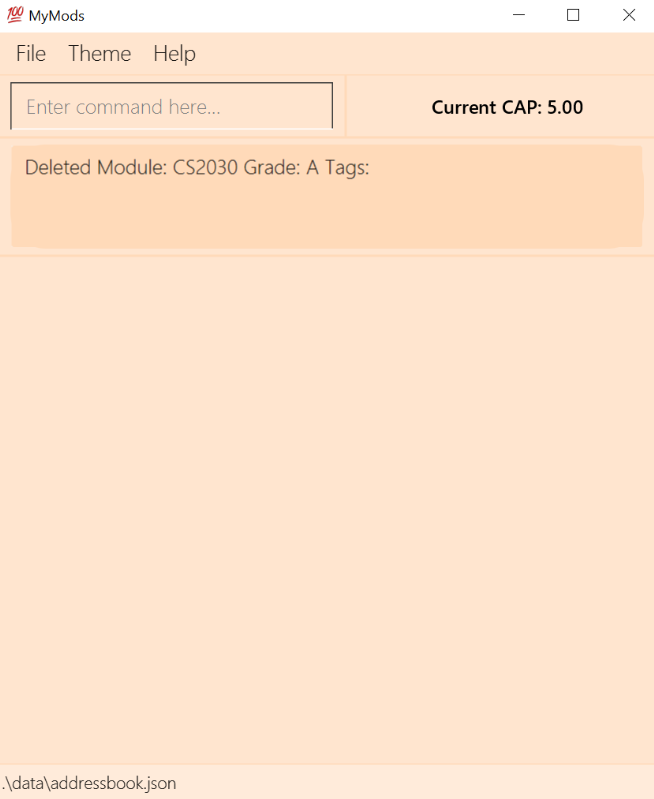 💯 MyMods
File Theme Help
Enter command here...
Current CAP: 5.00
Deleted Module: CS2030 Grade: A Tags:
.\data\addressbook.json